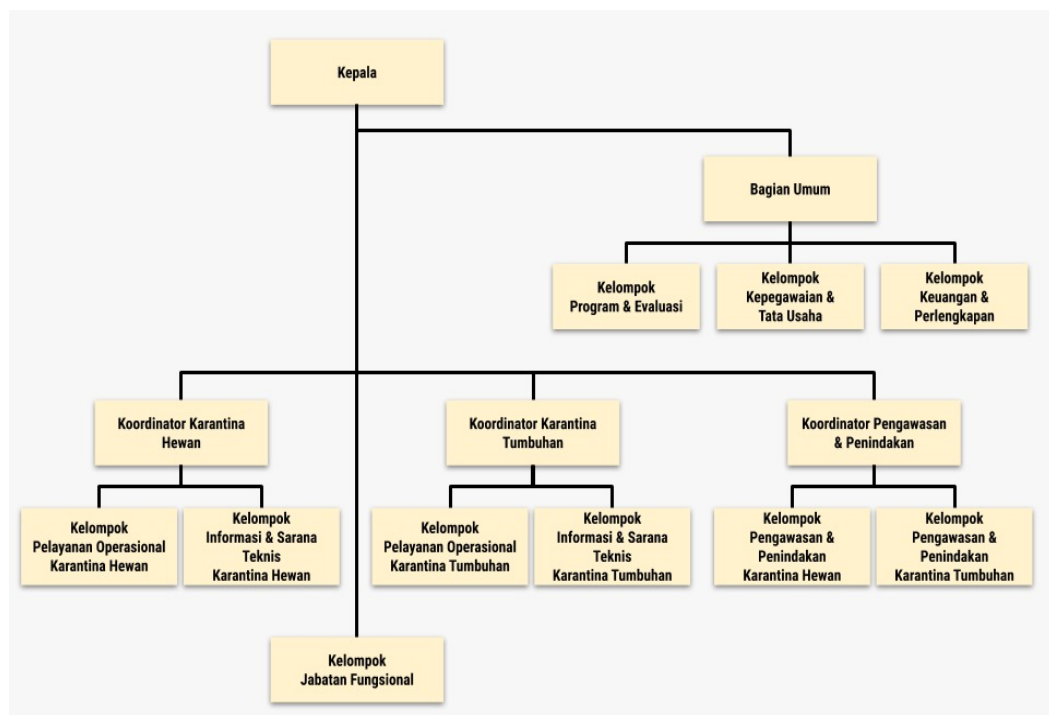 Kepala
Bagian Umum
Kelompok
Program & Evaluasi
Kelompok
Kepegawaian &
Tata Usaha
Kelompok
Keuangan &
Perlengkapan
Koordinator Karantina
Hewan
Koordinator Karantina
Tumbuhan
Koordinator Pengawasan
& Penindakan
Kelompok
Pelayanan Operasional
Karantina Hewan
Kelompok
Informasi & Sarana
Teknis
Karantina Hewan
Kelompok
Pelayanan Operasional
Karantina Tumbuhan
Kelompok
Informasi & Sarana
Teknis
Karantina Tumbuhan
Kelompok
Pengawasan &
Penindakan
Karantina Hewan
Kelompok
Pengawasan &
Penindakan
Karantina Tumbuhan
Kelompok
Jabatan Fungsional